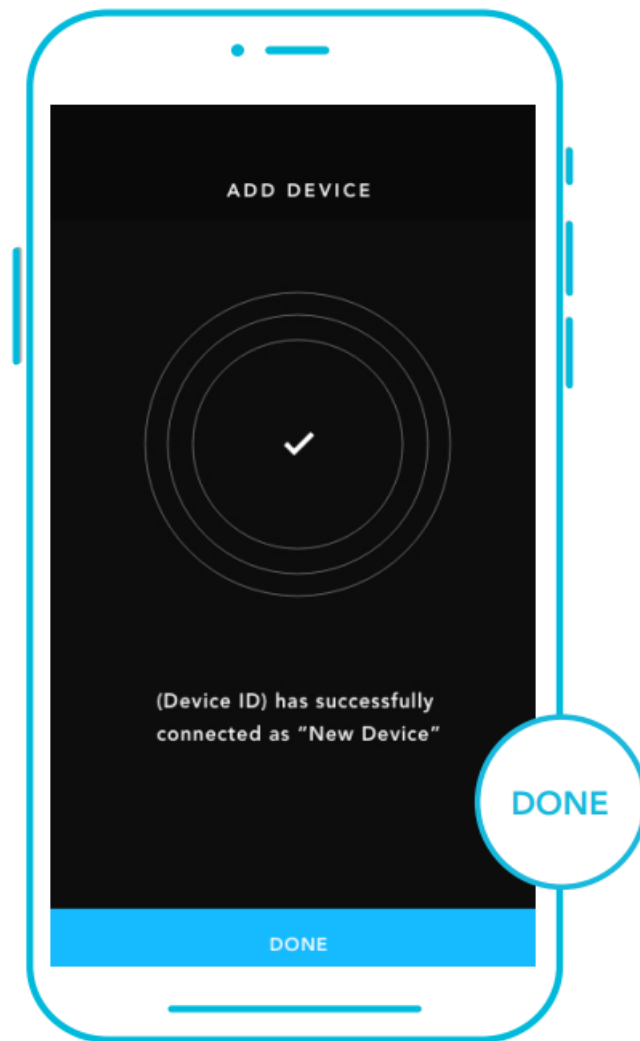 ADD DEVICE
(Device ID) has successfully
connected as “New Device”
DONE
DONE